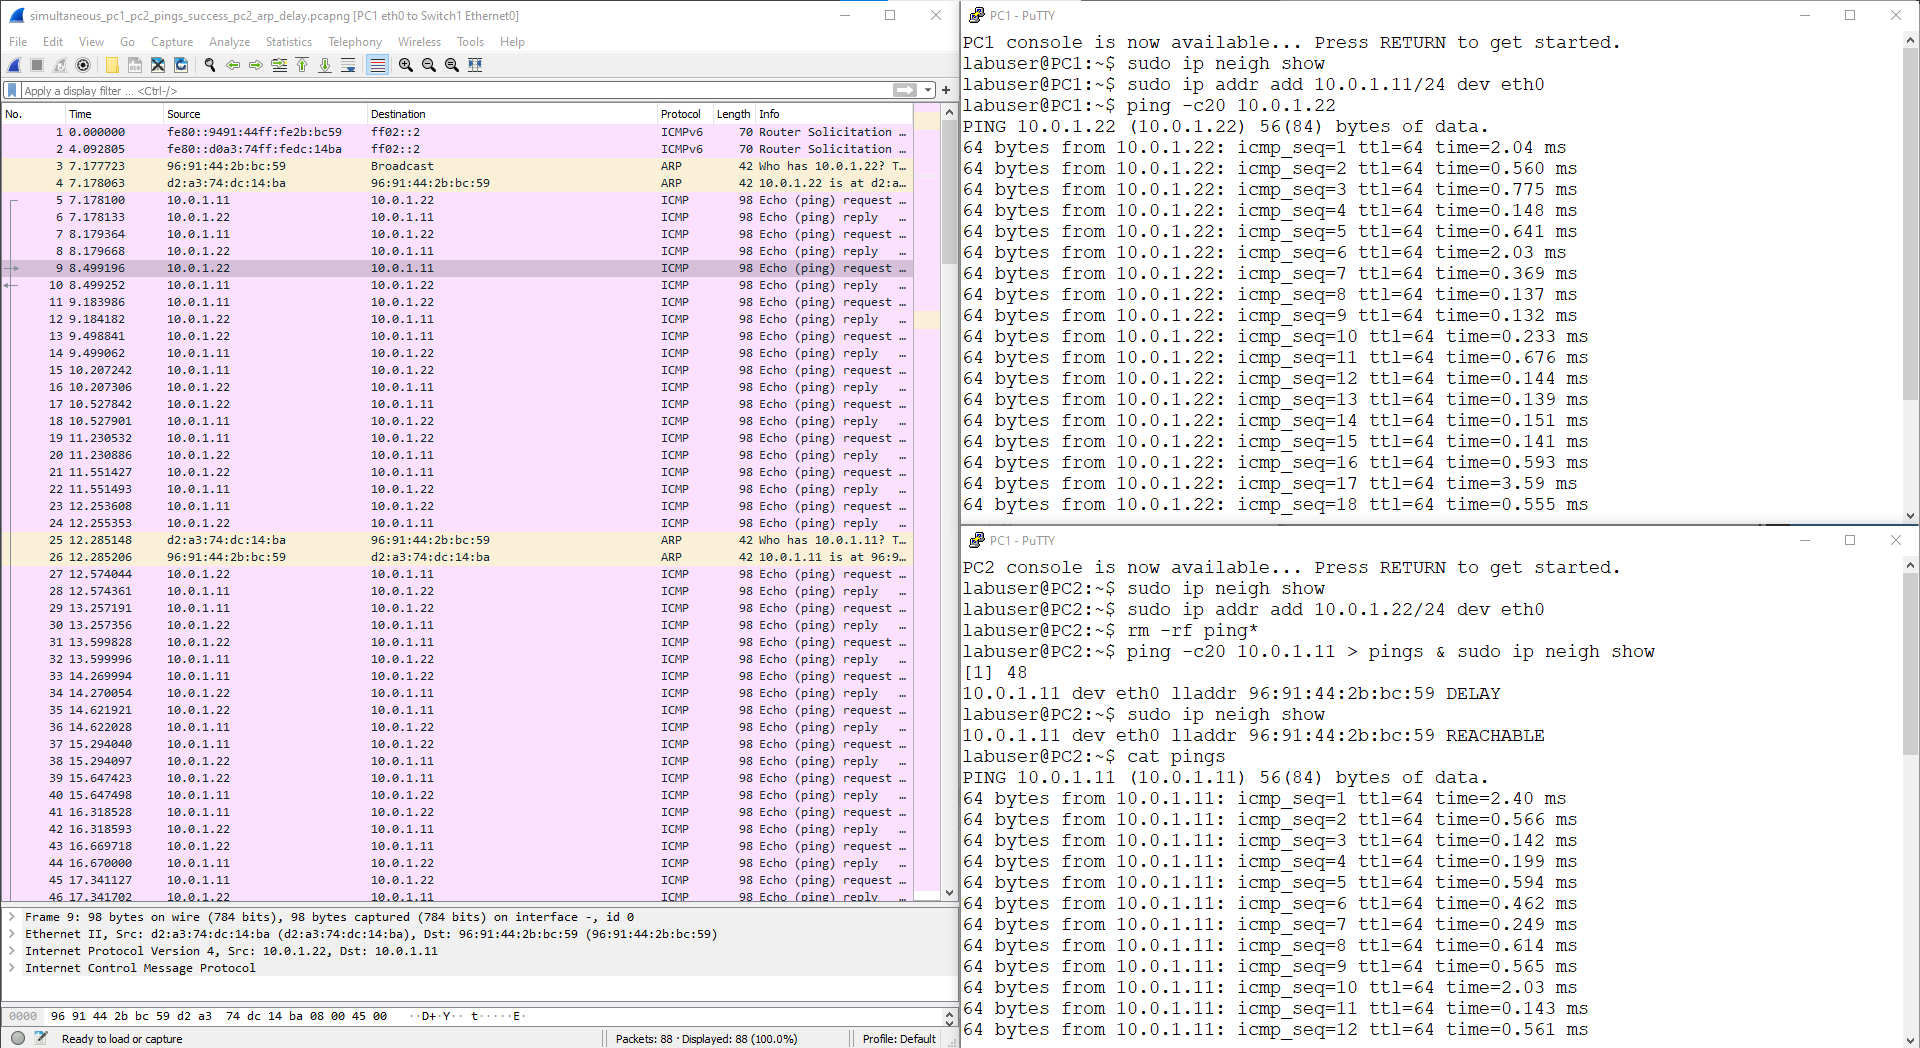 simultaneous_pc1_pc2_pings_success_pc2_arp_delay.pcapng [PC1 eth0 to Switch1 Ethernet0]
File Edit View Go Capture Analyze Statistics Telephony Wireless Tools Help
Apply a display filter ... <Ctrl-/>
No. Time Source Destination Protocol Length Info
1 0.000000 fe80::9491:44ff:fe2b:bc59 ff02::2 ICMPv6 70 Router Solicitation …
2 4.092805 fe80::d0a3:74ff:fedc:14ba ff02::2 ICMPv6 70 Router Solicitation …
3 7.177723 96:91:44:2b:bc:59 Broadcast ARP 42 Who has 10.0.1.22? T…
4 7.178063 d2:a3:74:dc:14:ba 96:91:44:2b:bc:59 ARP 42 10.0.1.22 is at d2:a…
5 7.178100 10.0.1.11 10.0.1.22 ICMP 98 Echo (ping) request …
6 7.178133 10.0.1.22 10.0.1.11 ICMP 98 Echo (ping) reply …
7 8.179364 10.0.1.11 10.0.1.22 ICMP 98 Echo (ping) request …
8 8.179668 10.0.1.22 10.0.1.11 ICMP 98 Echo (ping) reply …
9 8.499196 10.0.1.22 10.0.1.11 ICMP 98 Echo (ping) request …
10 8.499252 10.0.1.11 10.0.1.22 ICMP 98 Echo (ping) reply …
11 9.183986 10.0.1.11 10.0.1.22 ICMP 98 Echo (ping) request …
12 9.184182 10.0.1.22 10.0.1.11 ICMP 98 Echo (ping) reply …
13 9.498841 10.0.1.22 10.0.1.11 ICMP 98 Echo (ping) request …
14 9.499062 10.0.1.11 10.0.1.22 ICMP 98 Echo (ping) reply …
15 10.207242 10.0.1.11 10.0.1.22 ICMP 98 Echo (ping) request …
16 10.207306 10.0.1.22 10.0.1.11 ICMP 98 Echo (ping) reply …
17 10.527842 10.0.1.22 10.0.1.11 ICMP 98 Echo (ping) request …
18 10.527901 10.0.1.11 10.0.1.22 ICMP 98 Echo (ping) reply …
19 11.230532 10.0.1.11 10.0.1.22 ICMP 98 Echo (ping) request …
20 11.230886 10.0.1.22 10.0.1.11 ICMP 98 Echo (ping) reply …
21 11.551427 10.0.1.22 10.0.1.11 ICMP 98 Echo (ping) request …
22 11.551493 10.0.1.11 10.0.1.22 ICMP 98 Echo (ping) reply …
23 12.253608 10.0.1.11 10.0.1.22 ICMP 98 Echo (ping) request …
24 12.255353 10.0.1.22 10.0.1.11 ICMP 98 Echo (ping) reply …
25 12.285148 d2:a3:74:dc:14:ba 96:91:44:2b:bc:59 ARP 42 Who has 10.0.1.11? T…
26 12.285206 96:91:44:2b:bc:59 d2:a3:74:dc:14:ba ARP 42 10.0.1.11 is at 96:9…
27 12.574044 10.0.1.22 10.0.1.11 ICMP 98 Echo (ping) request …
28 12.574361 10.0.1.11 10.0.1.22 ICMP 98 Echo (ping) reply …
29 13.257191 10.0.1.11 10.0.1.22 ICMP 98 Echo (ping) request …
30 13.257356 10.0.1.22 10.0.1.11 ICMP 98 Echo (ping) reply …
31 13.599828 10.0.1.22 10.0.1.11 ICMP 98 Echo (ping) request …
32 13.599996 10.0.1.11 10.0.1.22 ICMP 98 Echo (ping) reply …
33 14.269994 10.0.1.11 10.0.1.22 ICMP 98 Echo (ping) request …
34 14.270054 10.0.1.22 10.0.1.11 ICMP 98 Echo (ping) reply …
35 14.621921 10.0.1.22 10.0.1.11 ICMP 98 Echo (ping) request …
36 14.622028 10.0.1.11 10.0.1.22 ICMP 98 Echo (ping) reply …
37 15.294040 10.0.1.11 10.0.1.22 ICMP 98 Echo (ping) request …
38 15.294097 10.0.1.22 10.0.1.11 ICMP 98 Echo (ping) reply …
39 15.647423 10.0.1.22 10.0.1.11 ICMP 98 Echo (ping) request …
40 15.647498 10.0.1.11 10.0.1.22 ICMP 98 Echo (ping) reply …
41 16.318528 10.0.1.11 10.0.1.22 ICMP 98 Echo (ping) request …
42 16.318593 10.0.1.22 10.0.1.11 ICMP 98 Echo (ping) reply …
43 16.669718 10.0.1.22 10.0.1.11 ICMP 98 Echo (ping) request …
44 16.670000 10.0.1.11 10.0.1.22 ICMP 98 Echo (ping) reply …
45 17.341127 10.0.1.11 10.0.1.22 ICMP 98 Echo (ping) request …
46 17.341702 10.0.1.22 10.0.1.11 ICMP 98 Echo (ping) reply …
Frame 9: 98 bytes on wire (784 bits), 98 bytes captured (784 bits) on interface -, id 0
Ethernet II, Src: d2:a3:74:dc:14:ba (d2:a3:74:dc:14:ba), Dst: 96:91:44:2b:bc:59 (96:91:44:2b:bc:59)
Internet Protocol Version 4, Src: 10.0.1.22, Dst: 10.0.1.11
Internet Control Message Protocol
0000 96 91 44 2b bc 59 d2 a3 74 dc 14 ba 08 00 45 00 ··D+·Y·· t·····E·
Ready to load or capture Packets: 88 · Displayed: 88 (100.0%) Profile: Default
PC1 - PuTTY
PC1 console is now available... Press RETURN to get started.
labuser@PC1:~$ sudo ip neigh show
labuser@PC1:~$ sudo ip addr add 10.0.1.11/24 dev eth0
labuser@PC1:~$ ping -c20 10.0.1.22
PING 10.0.1.22 (10.0.1.22) 56(84) bytes of data.
64 bytes from 10.0.1.22: icmp_seq=1 ttl=64 time=2.04 ms
64 bytes from 10.0.1.22: icmp_seq=2 ttl=64 time=0.560 ms
64 bytes from 10.0.1.22: icmp_seq=3 ttl=64 time=0.775 ms
64 bytes from 10.0.1.22: icmp_seq=4 ttl=64 time=0.148 ms
64 bytes from 10.0.1.22: icmp_seq=5 ttl=64 time=0.641 ms
64 bytes from 10.0.1.22: icmp_seq=6 ttl=64 time=2.03 ms
64 bytes from 10.0.1.22: icmp_seq=7 ttl=64 time=0.369 ms
64 bytes from 10.0.1.22: icmp_seq=8 ttl=64 time=0.137 ms
64 bytes from 10.0.1.22: icmp_seq=9 ttl=64 time=0.132 ms
64 bytes from 10.0.1.22: icmp_seq=10 ttl=64 time=0.233 ms
64 bytes from 10.0.1.22: icmp_seq=11 ttl=64 time=0.676 ms
64 bytes from 10.0.1.22: icmp_seq=12 ttl=64 time=0.144 ms
64 bytes from 10.0.1.22: icmp_seq=13 ttl=64 time=0.139 ms
64 bytes from 10.0.1.22: icmp_seq=14 ttl=64 time=0.151 ms
64 bytes from 10.0.1.22: icmp_seq=15 ttl=64 time=0.141 ms
64 bytes from 10.0.1.22: icmp_seq=16 ttl=64 time=0.593 ms
64 bytes from 10.0.1.22: icmp_seq=17 ttl=64 time=3.59 ms
64 bytes from 10.0.1.22: icmp_seq=18 ttl=64 time=0.555 ms
PC1 - PuTTY
PC2 console is now available... Press RETURN to get started.
labuser@PC2:~$ sudo ip neigh show
labuser@PC2:~$ sudo ip addr add 10.0.1.22/24 dev eth0
labuser@PC2:~$ rm -rf ping*
labuser@PC2:~$ ping -c20 10.0.1.11 > pings & sudo ip neigh show
[1] 48
10.0.1.11 dev eth0 lladdr 96:91:44:2b:bc:59 DELAY
labuser@PC2:~$ sudo ip neigh show
10.0.1.11 dev eth0 lladdr 96:91:44:2b:bc:59 REACHABLE
labuser@PC2:~$ cat pings
PING 10.0.1.11 (10.0.1.11) 56(84) bytes of data.
64 bytes from 10.0.1.11: icmp_seq=1 ttl=64 time=2.40 ms
64 bytes from 10.0.1.11: icmp_seq=2 ttl=64 time=0.566 ms
64 bytes from 10.0.1.11: icmp_seq=3 ttl=64 time=0.142 ms
64 bytes from 10.0.1.11: icmp_seq=4 ttl=64 time=0.199 ms
64 bytes from 10.0.1.11: icmp_seq=5 ttl=64 time=0.594 ms
64 bytes from 10.0.1.11: icmp_seq=6 ttl=64 time=0.462 ms
64 bytes from 10.0.1.11: icmp_seq=7 ttl=64 time=0.249 ms
64 bytes from 10.0.1.11: icmp_seq=8 ttl=64 time=0.614 ms
64 bytes from 10.0.1.11: icmp_seq=9 ttl=64 time=0.565 ms
64 bytes from 10.0.1.11: icmp_seq=10 ttl=64 time=2.03 ms
64 bytes from 10.0.1.11: icmp_seq=11 ttl=64 time=0.143 ms
64 bytes from 10.0.1.11: icmp_seq=12 ttl=64 time=0.561 ms